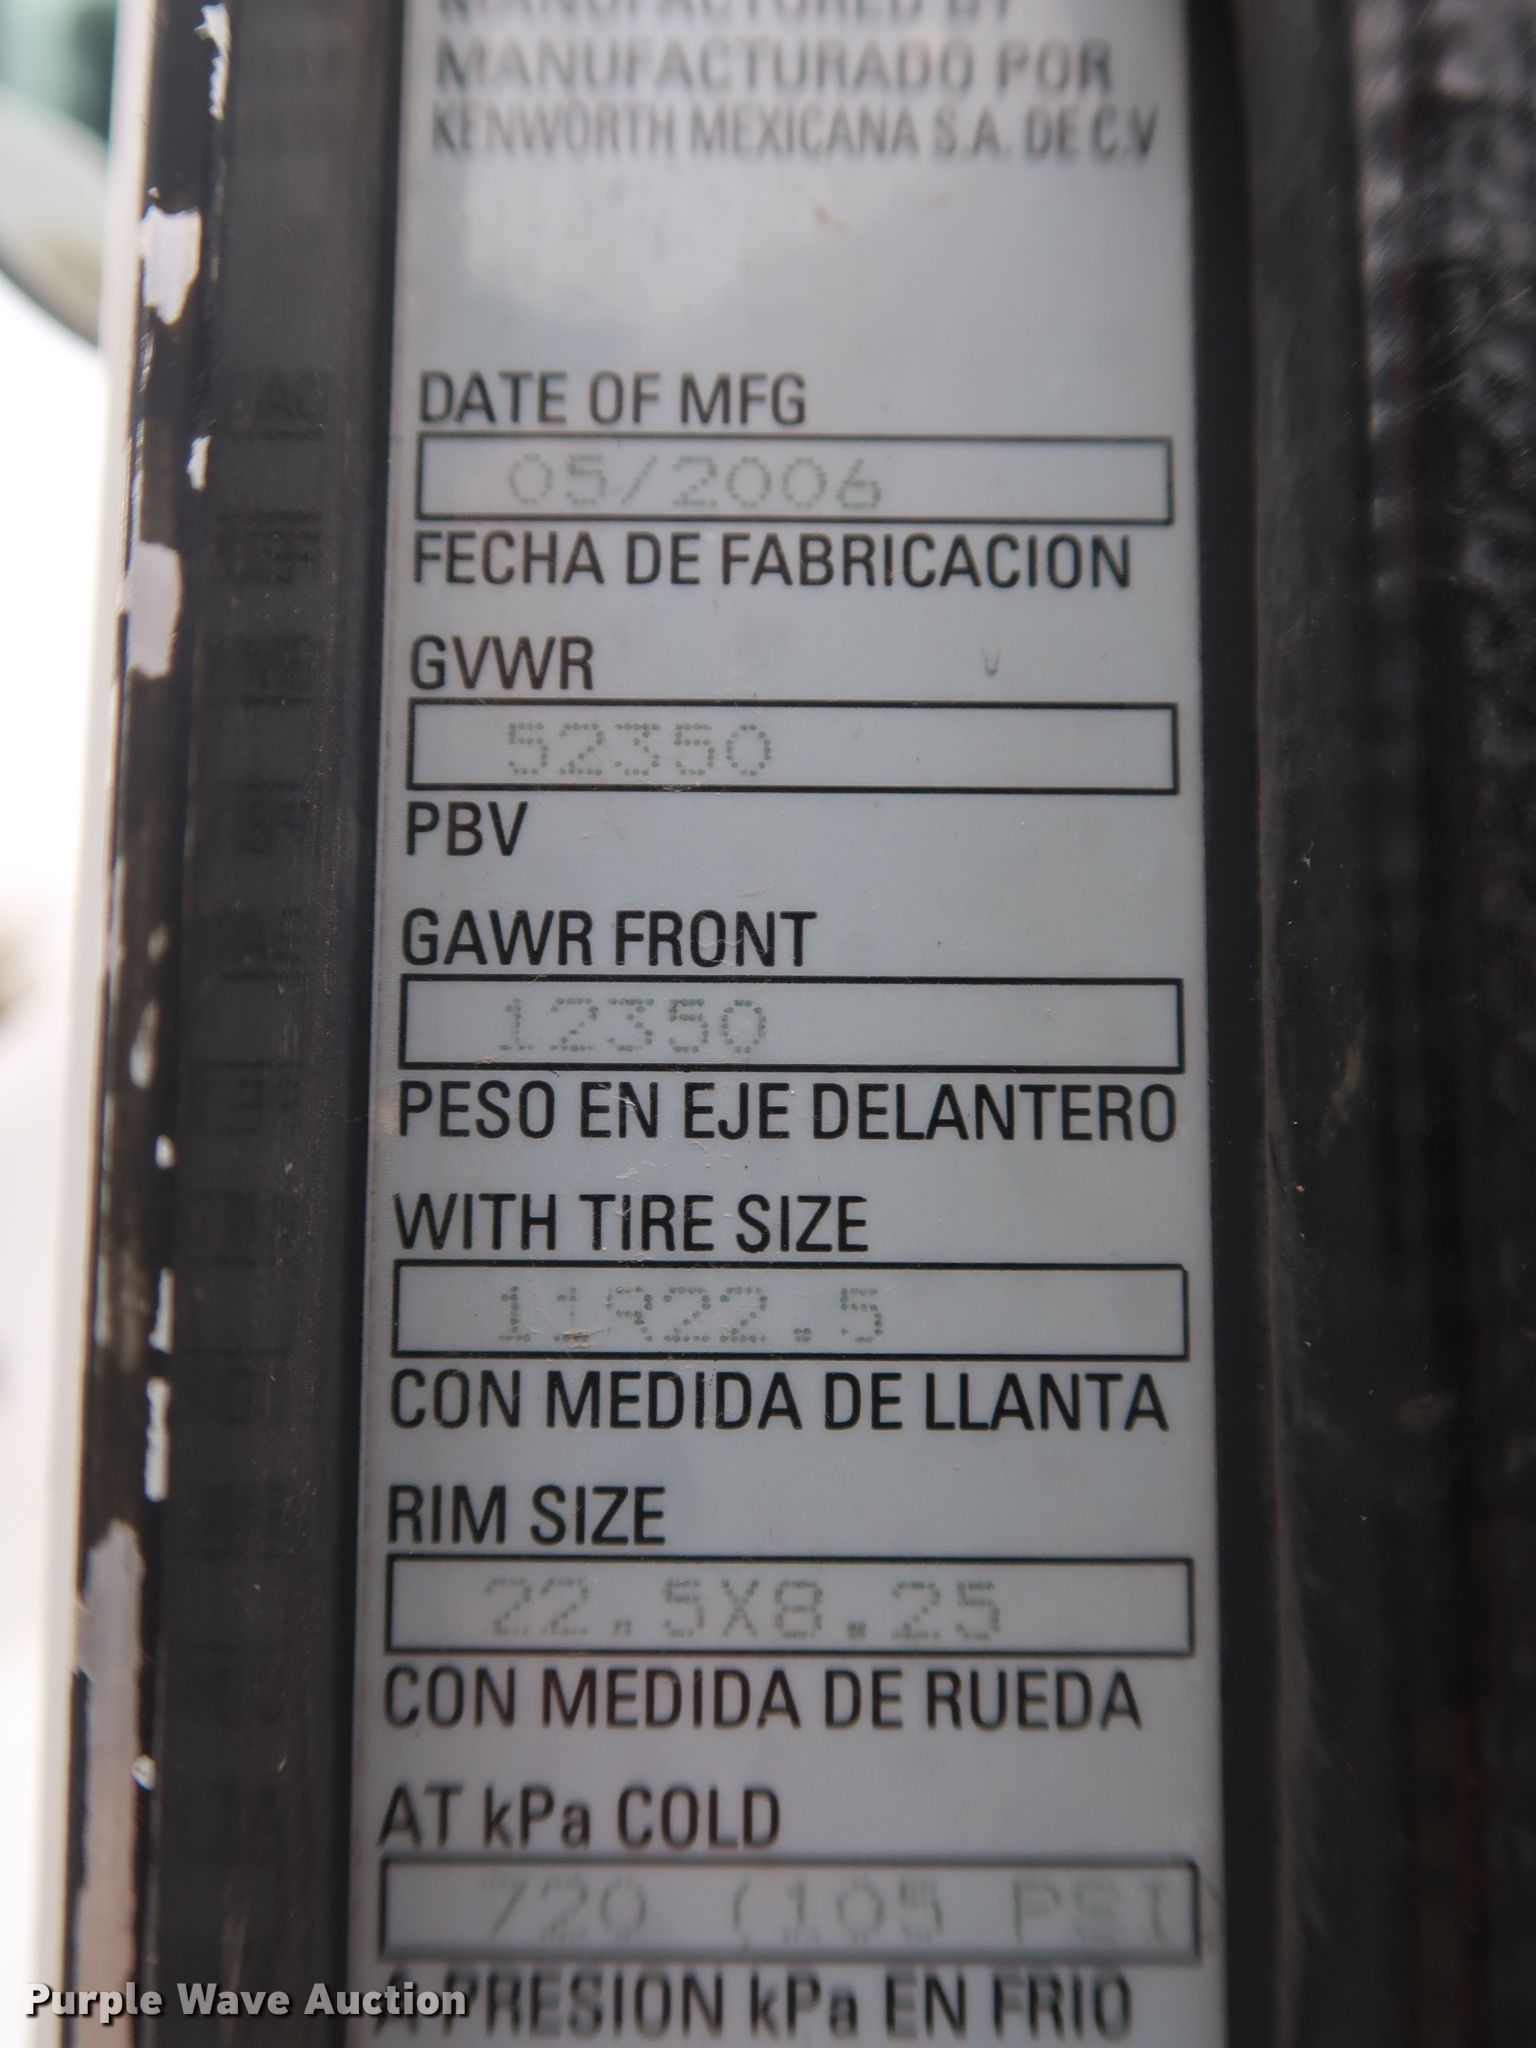 MANUFACTURED BY
MANUFACTURADO POR
KENWORTH MEXICANA S.A. DE C.V
DATE OF MFG
05/2006
FECHA DE FABRICACION
GVWR
52350
PBV
GAWR FRONT
12350
PESO EN EJE DELANTERO
WITH TIRE SIZE
11R22.5
CON MEDIDA DE LLANTA
RIM SIZE
22.5X8.25
CON MEDIDA DE RUEDA
AT kPa COLD
720 (105 PSI)
A PRESION kPa EN FRIO
Purple Wave Auction